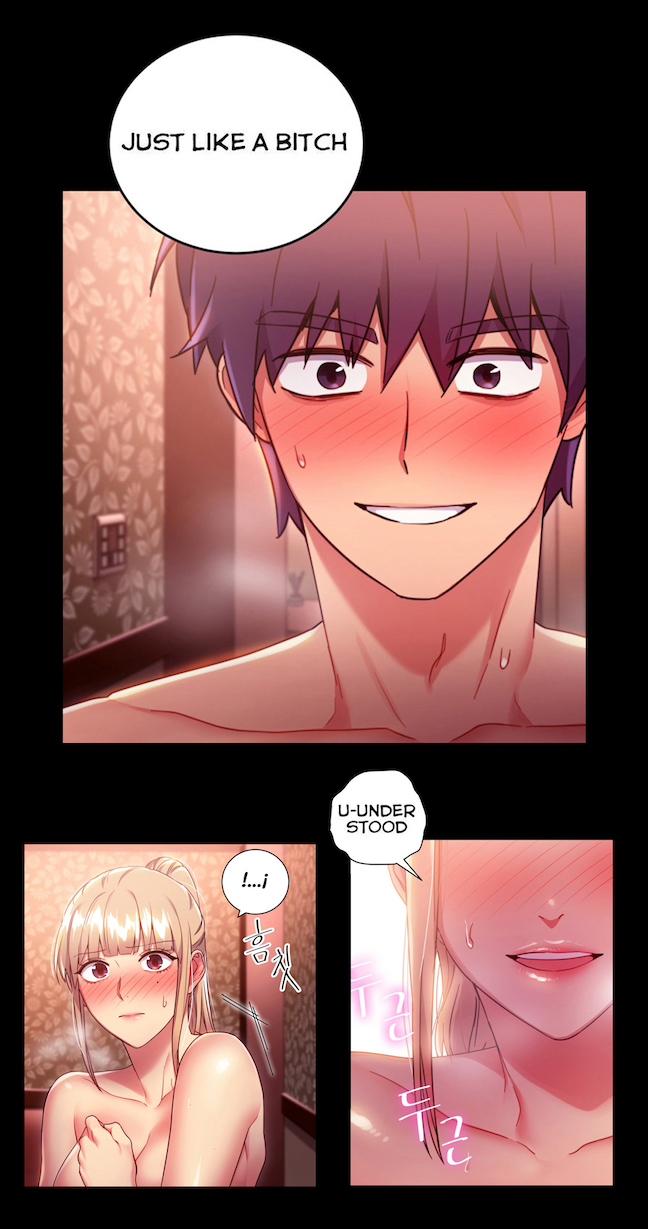 JUST LIKE A BITCH
U-UNDER
STOOD
!...¡
흠칫
두근
두근